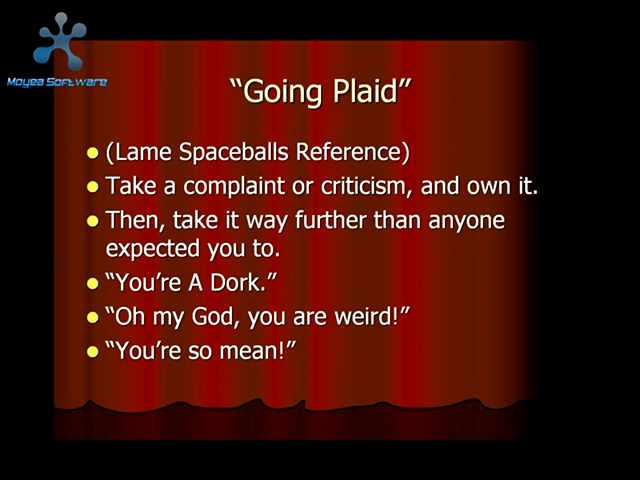 Moyea Software
“Going Plaid”
(Lame Spaceballs Reference)
Take a complaint or criticism, and own it.
Then, take it way further than anyone
expected you to.
“You’re A Dork.”
“Oh my God, you are weird!”
“You’re so mean!”